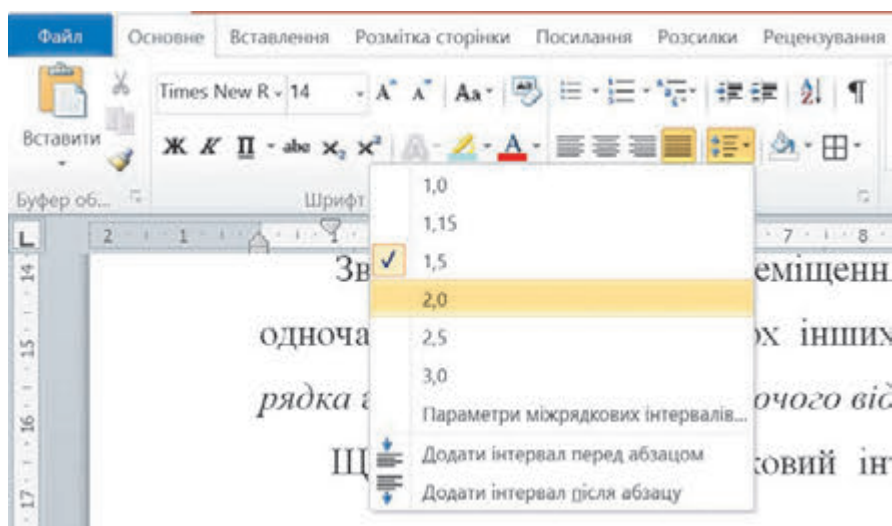 Файл Основне Вставлення Розмітка сторінки Посилання Розсилки Рецензування
Times New R 14 А А Аа
Вставити
Ж К П abe x₂ x² А А
Буфер об... Шрифт
2 1 7 8
1,0
1,15
1,5
2,0
2,5
3,0
Параметри міжрядкових інтервалів...
Додати інтервал перед абзацом
Додати інтервал після абзацу
14
15
16
17
Зв еміщенн
одноча ох інших
рядка очого від
Щ ковий ін